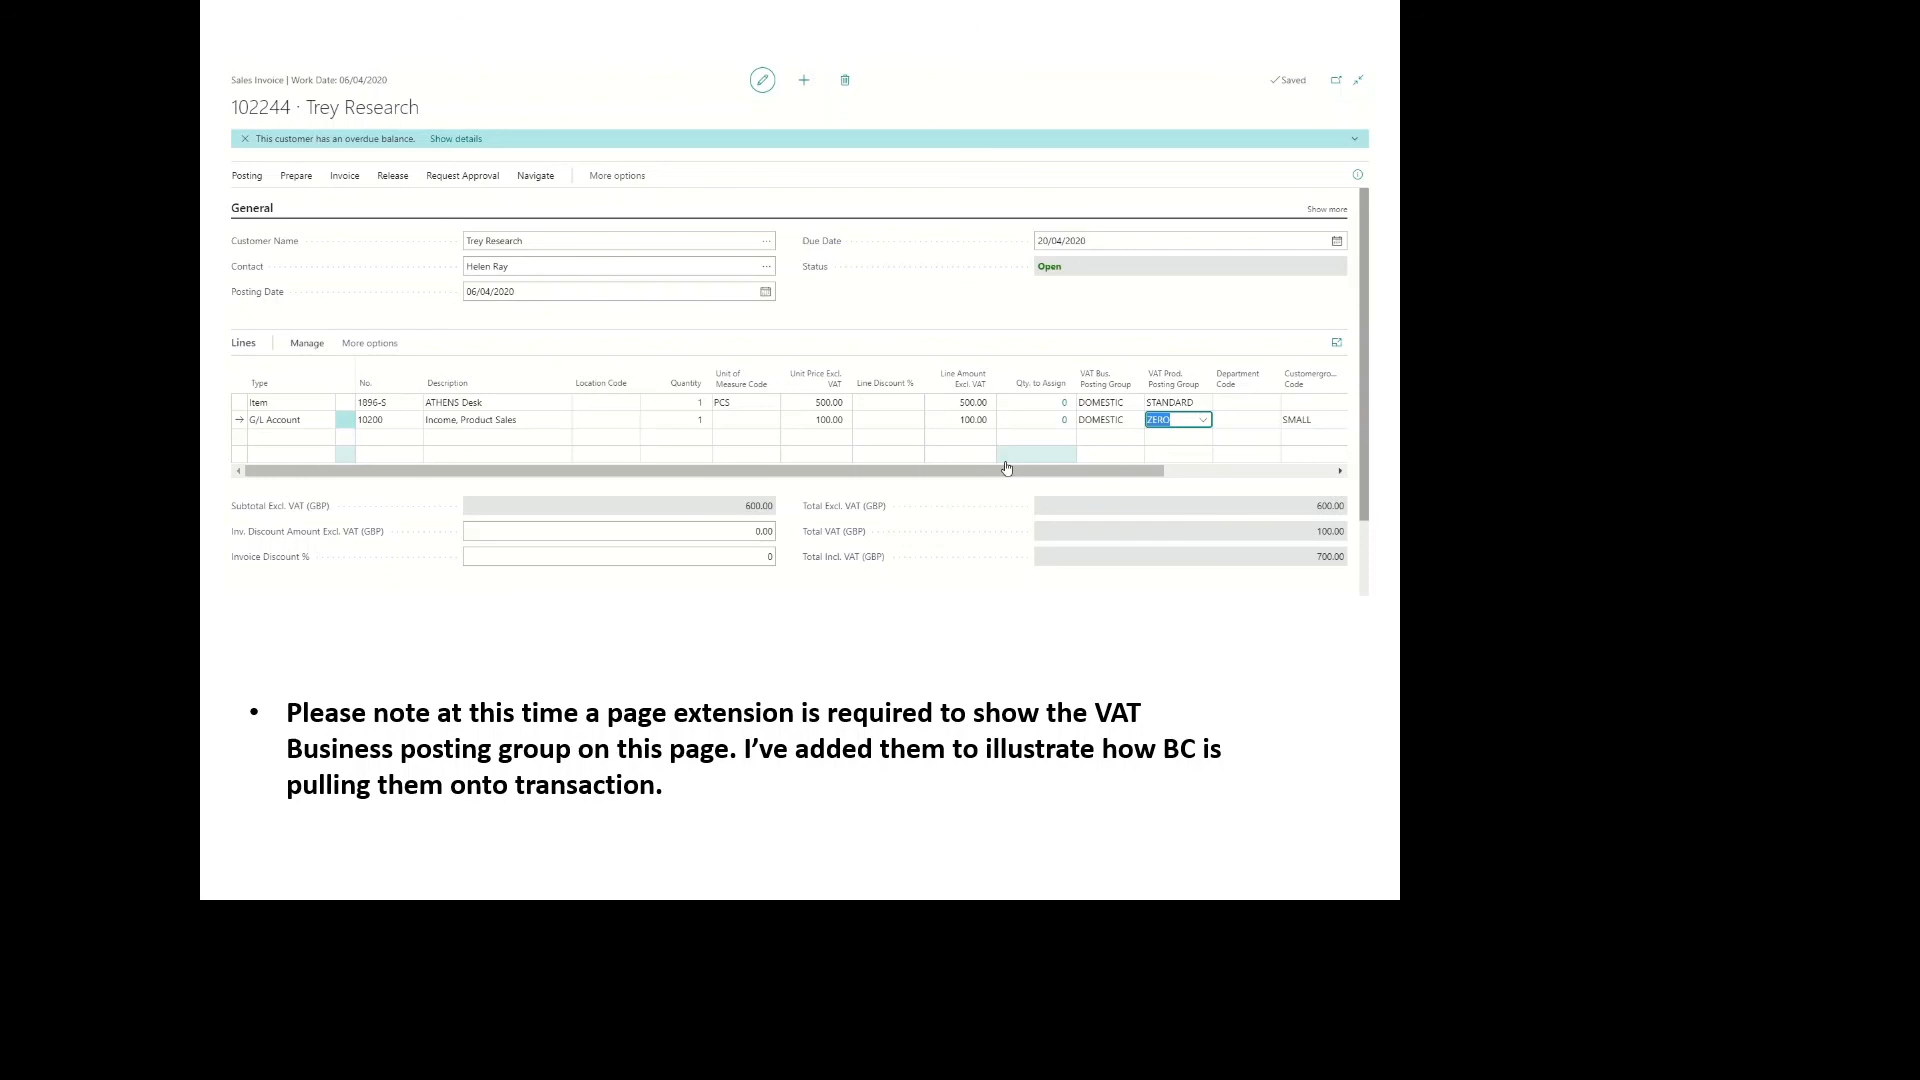 Sales Invoice | Work Date: 06/04/2020
Saved
102244 · Trey Research
This customer has an overdue balance. Show details
Posting Prepare Invoice Release Request Approval Navigate More options
General Show more
Customer Name Trey Research Due Date 20/04/2020
Contact Helen Ray Status Open
Posting Date 06/04/2020
Lines Manage More options
Type No. Description Location Code Quantity Unit of Measure Code Unit Price Excl. VAT Line Discount % Line Amount Excl. VAT Qty. to Assign VAT Bus. Posting Group VAT Prod. Posting Group Department Code Customergro... Code
Item 1896-S ATHENS Desk 1 PCS 500.00 500.00 0 DOMESTIC STANDARD
G/L Account 10200 Income, Product Sales 1 100.00 100.00 0 DOMESTIC ZERO SMALL
Subtotal Excl. VAT (GBP) 600.00 Total Excl. VAT (GBP) 600.00
Inv. Discount Amount Excl. VAT (GBP) 0.00 Total VAT (GBP) 100.00
Invoice Discount % 0 Total Incl. VAT (GBP) 700.00
• Please note at this time a page extension is required to show the VAT
Business posting group on this page. I’ve added them to illustrate how BC is
pulling them onto transaction.